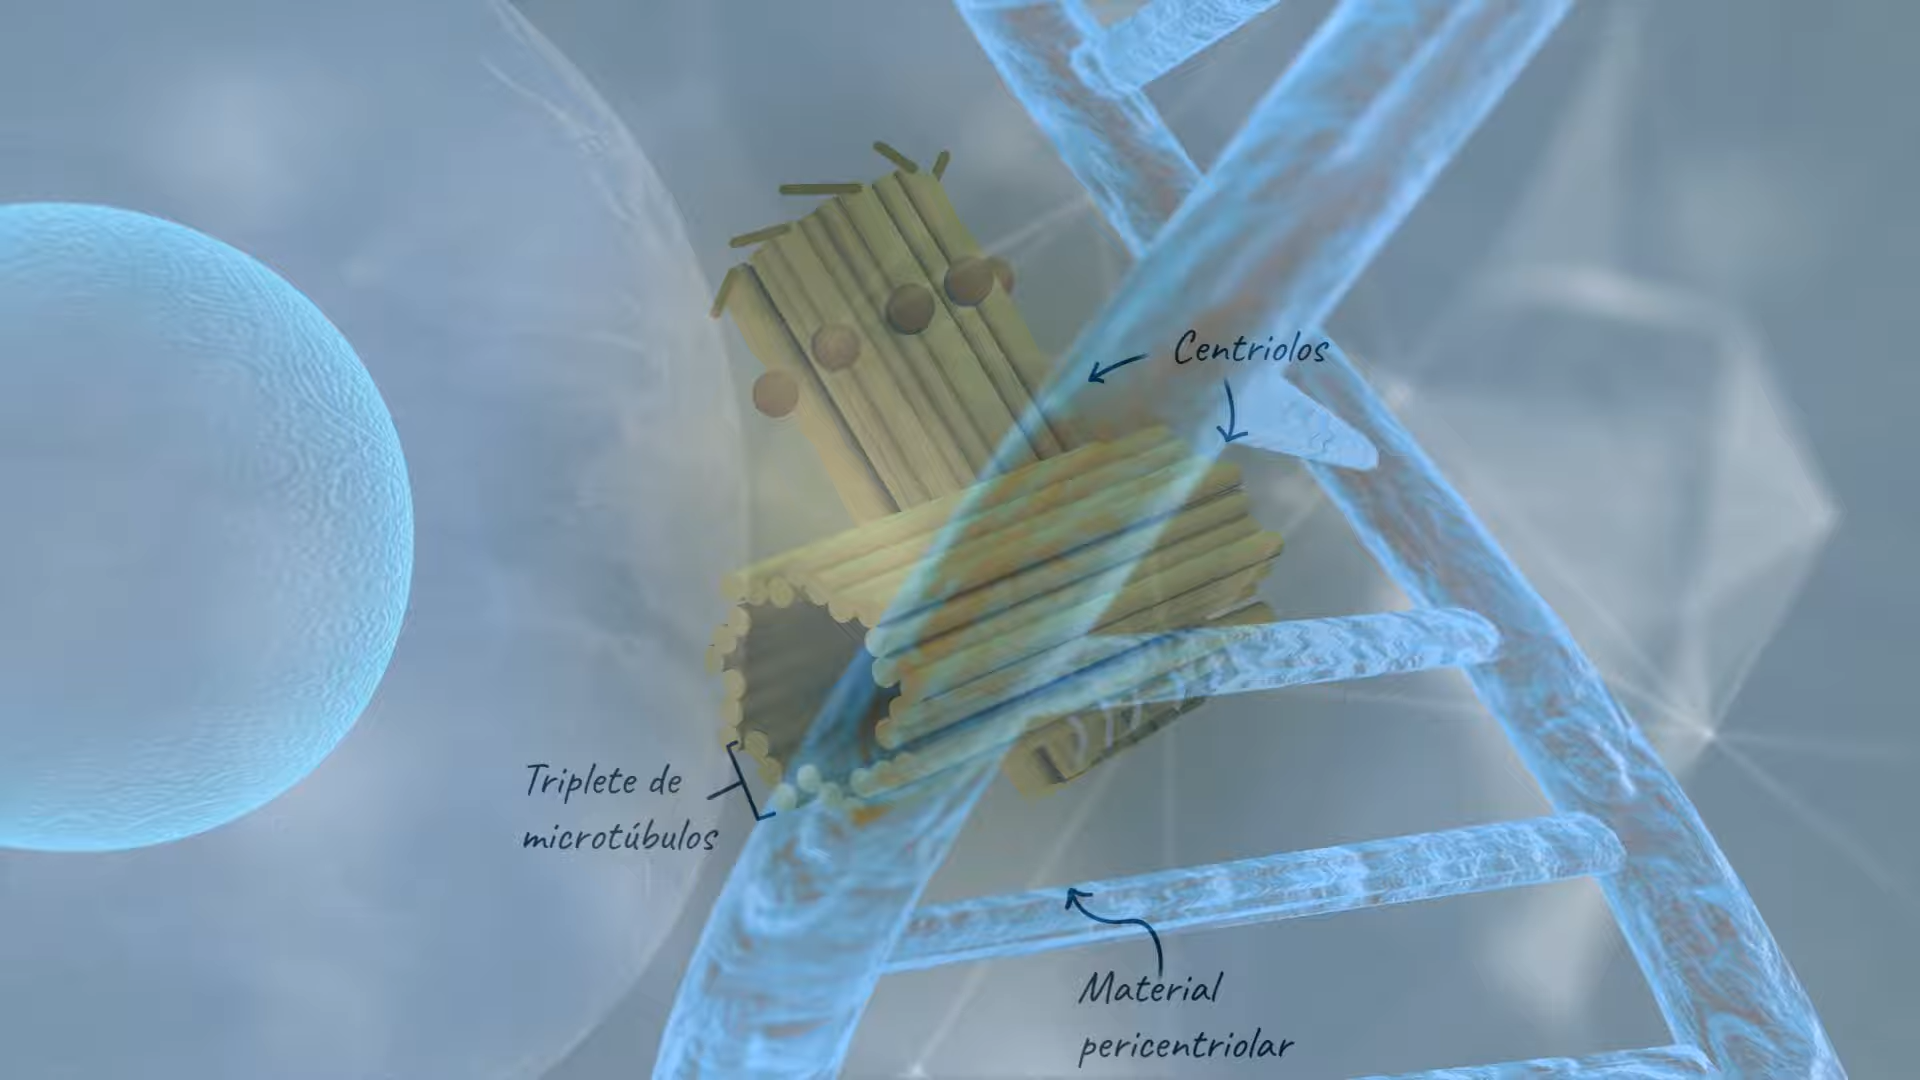 Centriolos
Triplete de
microtúbulos
Material
pericentriolar